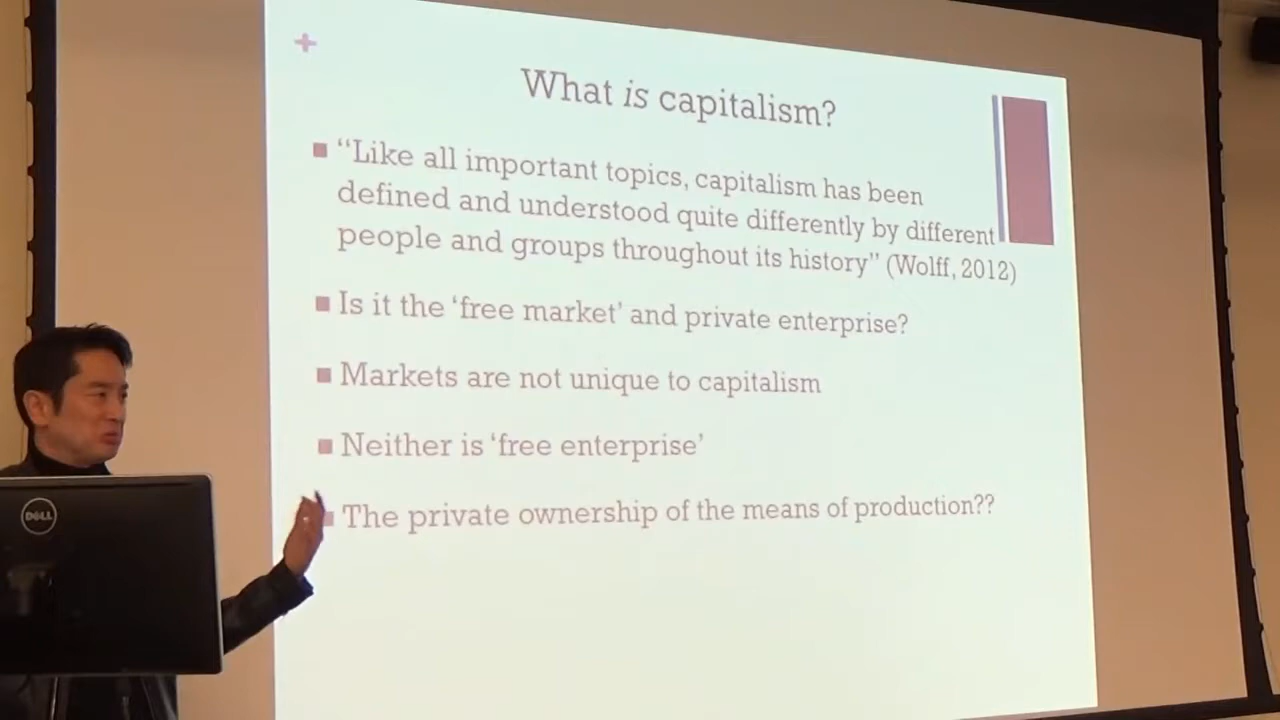 +
What is capitalism?
■ “Like all important topics, capitalism has been
defined and understood quite differently by different
people and groups throughout its history” (Wolff, 2012)
■ Is it the ‘free market’ and private enterprise?
■ Markets are not unique to capitalism
■ Neither is ‘free enterprise’
■ The private ownership of the means of production??
DELL